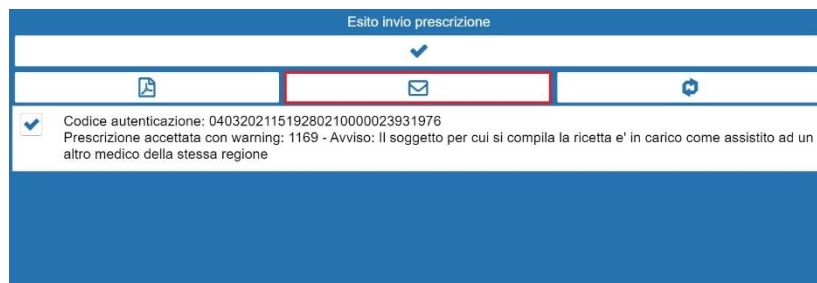 Esito invio prescrizione
Codice autenticazione: 040320211519280210000023931976
Prescrizione accettata con warning: 1169 - Avviso: Il soggetto per cui si compila la ricetta e' in carico come assistito ad un
altro medico della stessa regione